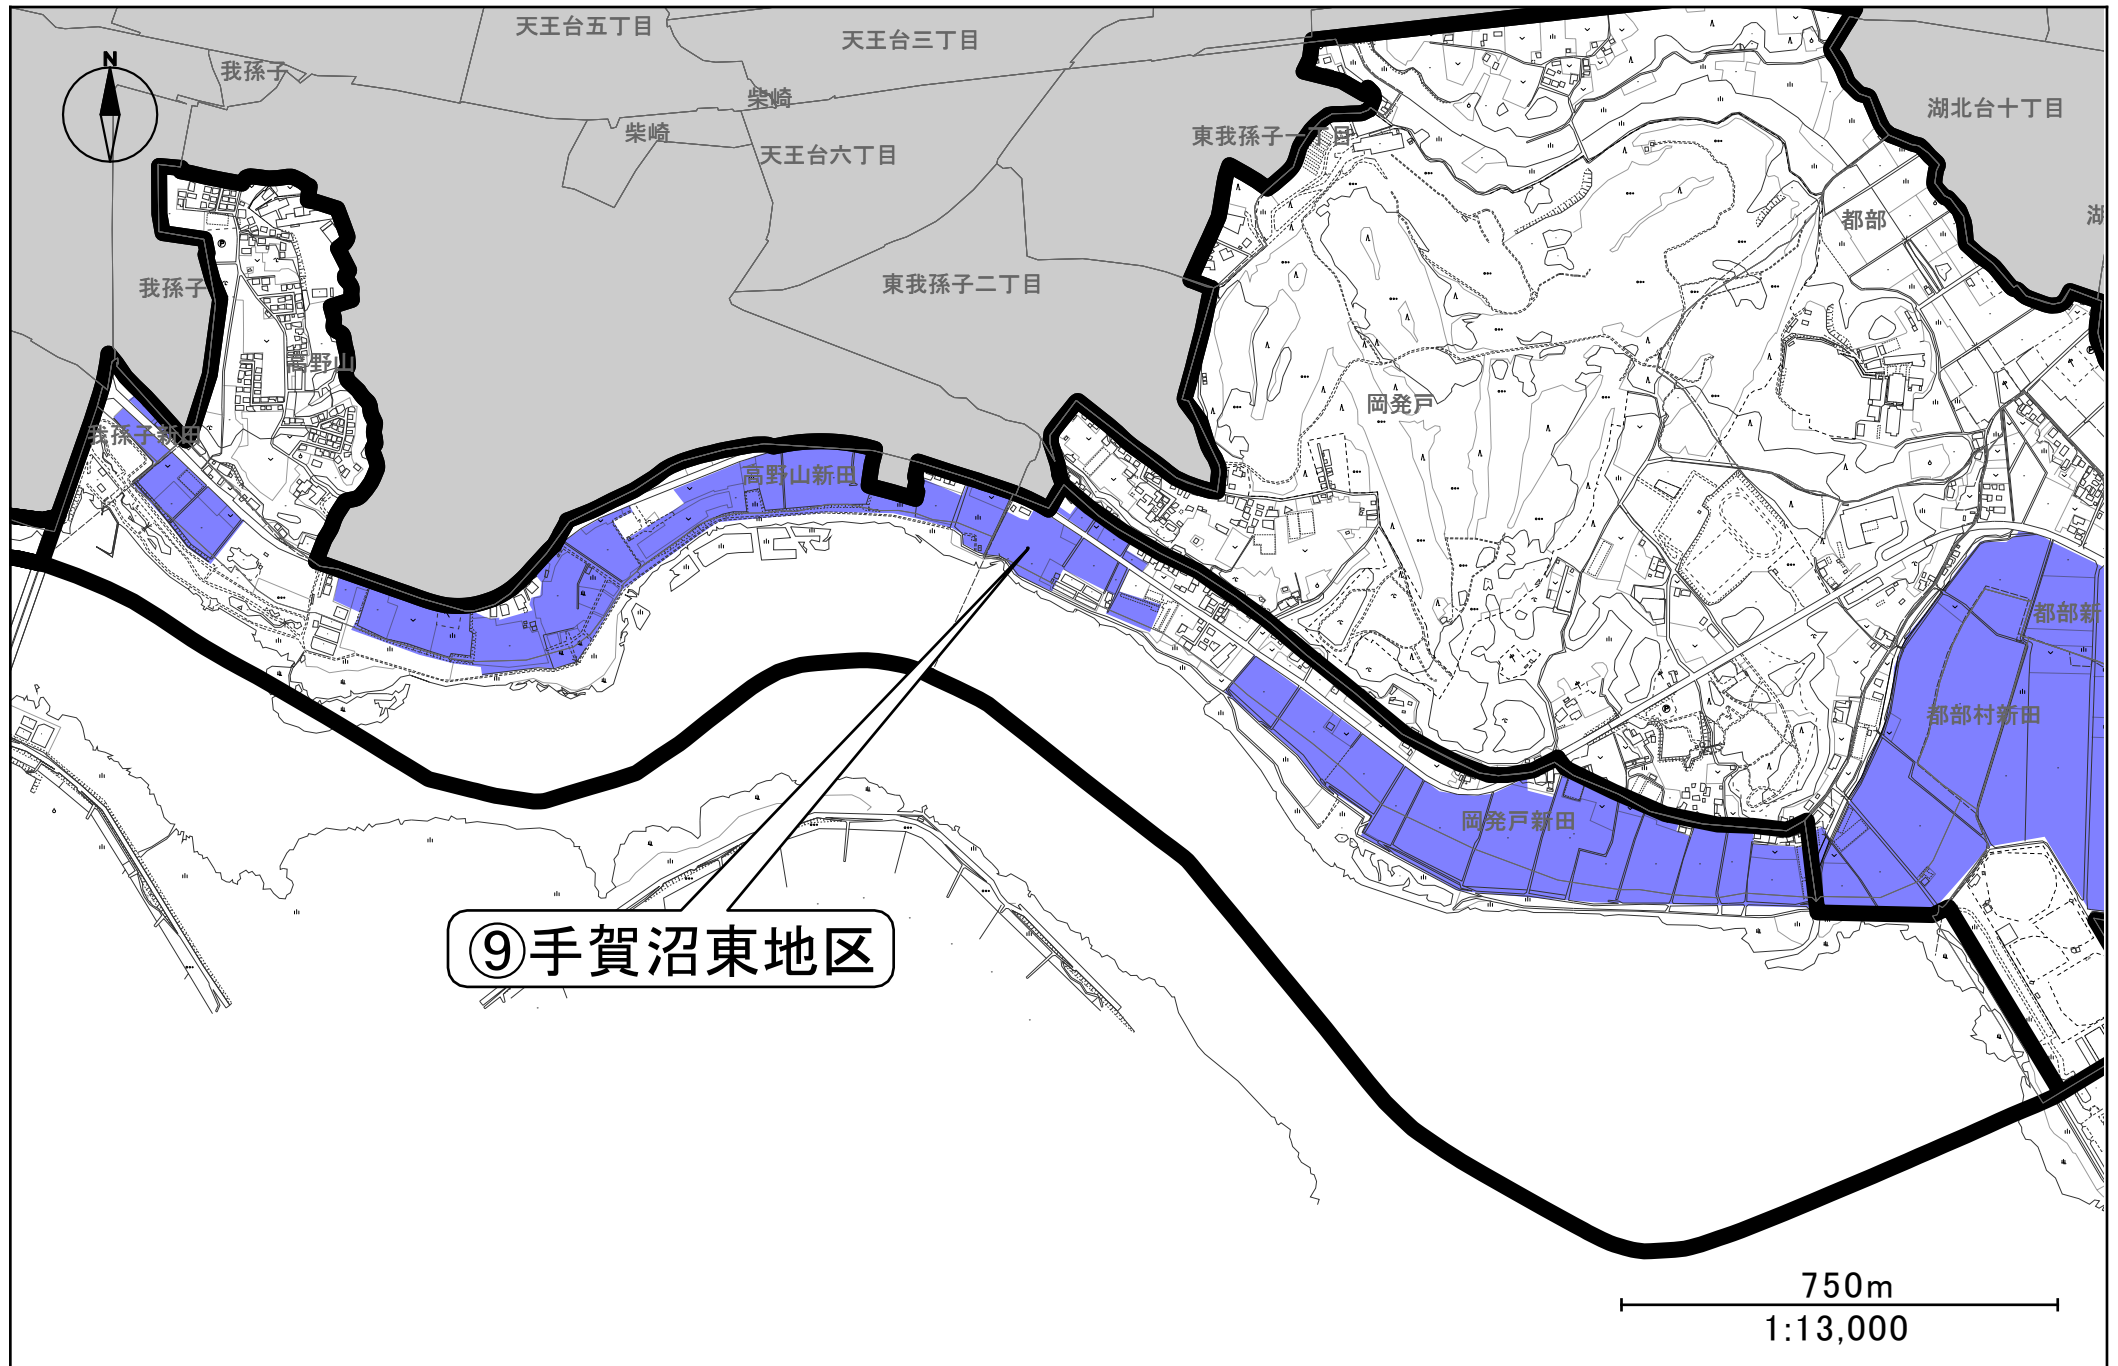 天王台五丁目
天王台三丁目
N
我孫子
柴崎
湖北台十丁目
柴崎
東我孫子一丁目
天王台六丁目
都部
湖
我孫子
東我孫子二丁目
高野山
岡発戸
我孫子新田
高野山新田
都部新
都部村新田
岡発戸新田
⑨手賀沼東地区
750m
1:13,000